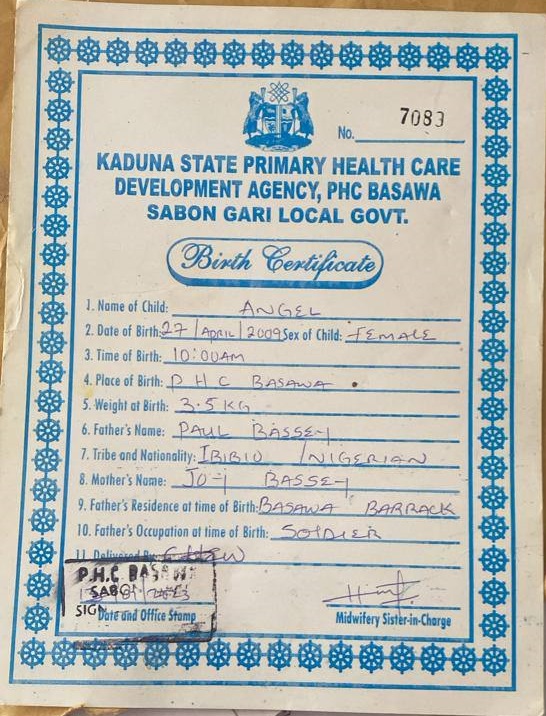 No. 7083
KADUNA STATE PRIMARY HEALTH CARE
DEVELOPMENT AGENCY, PHC BASAWA
SABON GARI LOCAL GOVT.
Birth Certificate
1. Name of Child: ANGEL
2. Date of Birth: 27/APRIL/2009 Sex of Child: FEMALE
3. Time of Birth: 10:00AM
4. Place of Birth: P H C BASAWA
5. Weight at Birth: 3.5 KG
6. Father's Name: PAUL BASSEY
7. Tribe and Nationality: IBIBIO / NIGERIAN
8. Mother's Name: JOY BASSEY
9. Father's Residence at time of Birth: BASAWA BARRACK
10. Father's Occupation at time of Birth: SOLDIER
11. Delivered By:
P.H.C BASAWA
SABO
SIGN
Date and Office Stamp
Midwifery Sister-in-Charge